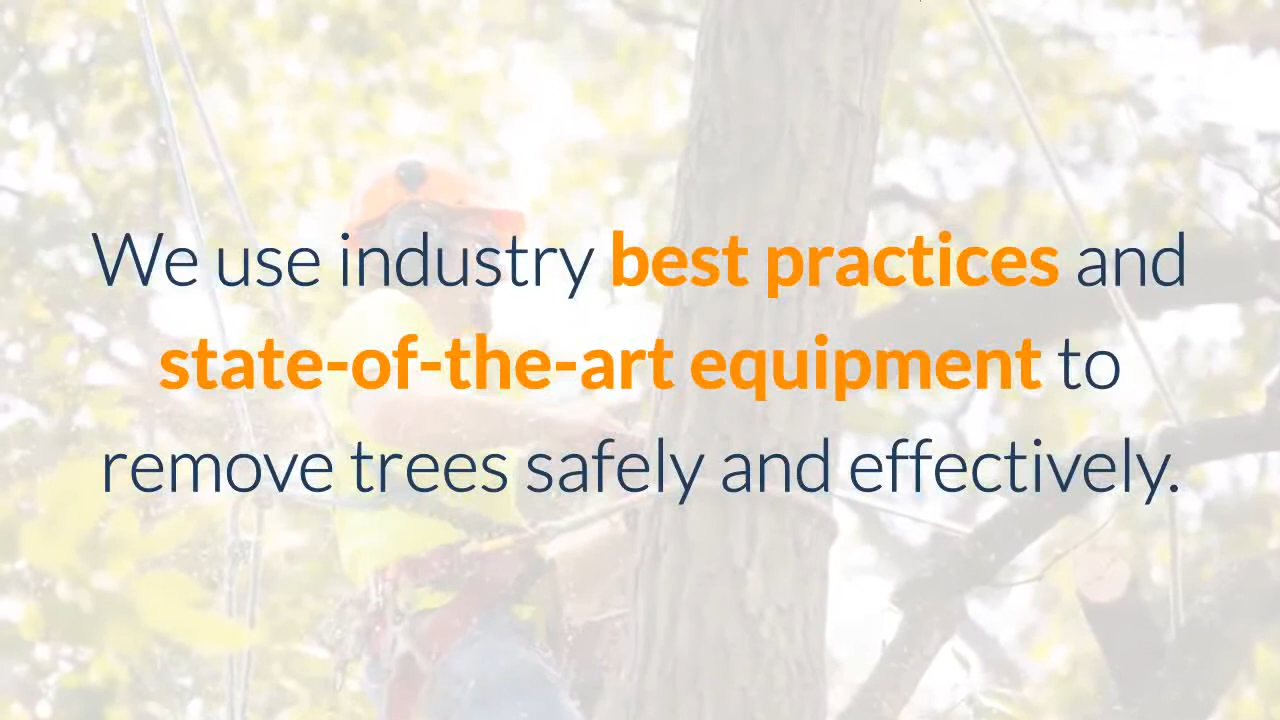 We use industry best practices and
state-of-the-art equipment to
remove trees safely and effectively.